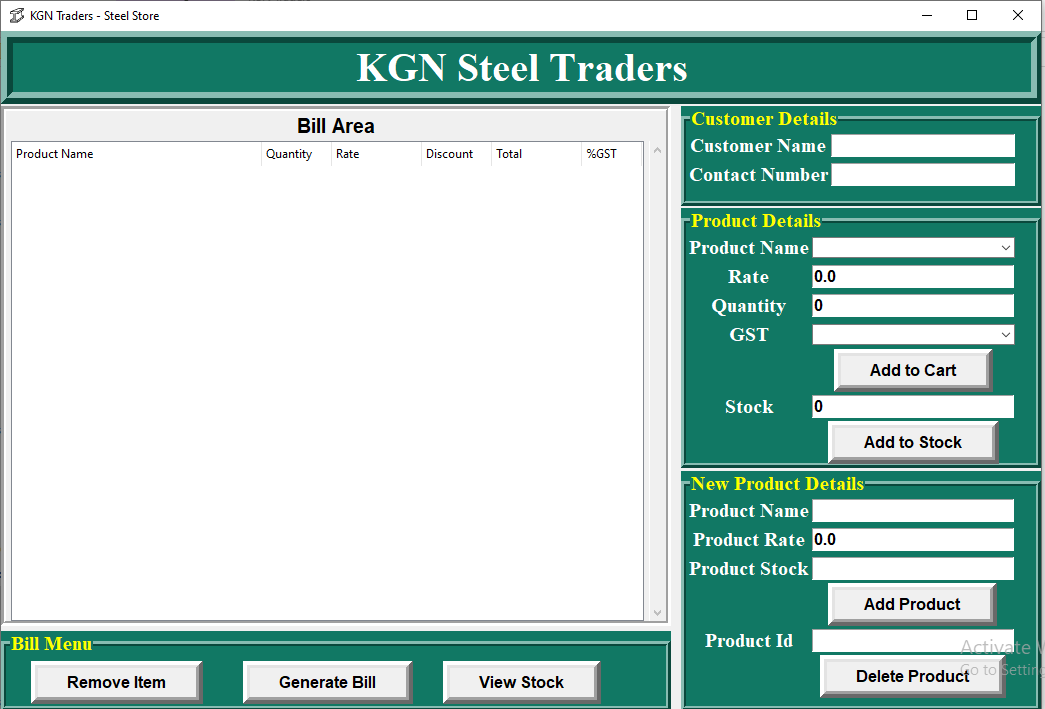 KGN Traders - Steel Store
KGN Steel Traders
Bill Area
Product Name Quantity Rate Discount Total %GST
Bill Menu
Remove Item Generate Bill View Stock
Customer Details
Customer Name
Contact Number
Product Details
Product Name
Rate 0.0
Quantity 0
GST
Add to Cart
Stock 0
Add to Stock
New Product Details
Product Name
Product Rate 0.0
Product Stock
Add Product
Product Id
Delete Product
Activate W
Go to Setting